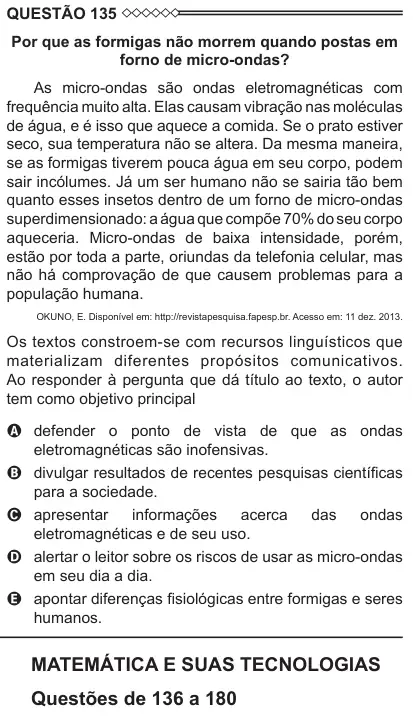 QUESTÃO 135
Por que as formigas não morrem quando postas em
forno de micro-ondas?
As micro-ondas são ondas eletromagnéticas com
frequência muito alta. Elas causam vibração nas moléculas
de água, e é isso que aquece a comida. Se o prato estiver
seco, sua temperatura não se altera. Da mesma maneira,
se as formigas tiverem pouca água em seu corpo, podem
sair incólumes. Já um ser humano não se sairia tão bem
quanto esses insetos dentro de um forno de micro-ondas
superdimensionado: a água que compõe 70% do seu corpo
aqueceria. Micro-ondas de baixa intensidade, porém,
estão por toda a parte, oriundas da telefonia celular, mas
não há comprovação de que causem problemas para a
população humana.
OKUNO, E. Disponível em: http://revistapesquisa.fapesp.br. Acesso em: 11 dez. 2013.
Os textos constroem-se com recursos linguísticos que
materializam diferentes propósitos comunicativos.
Ao responder à pergunta que dá título ao texto, o autor
tem como objetivo principal
A defender o ponto de vista de que as ondas
eletromagnéticas são inofensivas.
B divulgar resultados de recentes pesquisas científicas
para a sociedade.
C apresentar informações acerca das ondas
eletromagnéticas e de seu uso.
D alertar o leitor sobre os riscos de usar as micro-ondas
em seu dia a dia.
E apontar diferenças fisiológicas entre formigas e seres
humanos.
MATEMÁTICA E SUAS TECNOLOGIAS
Questões de 136 a 180